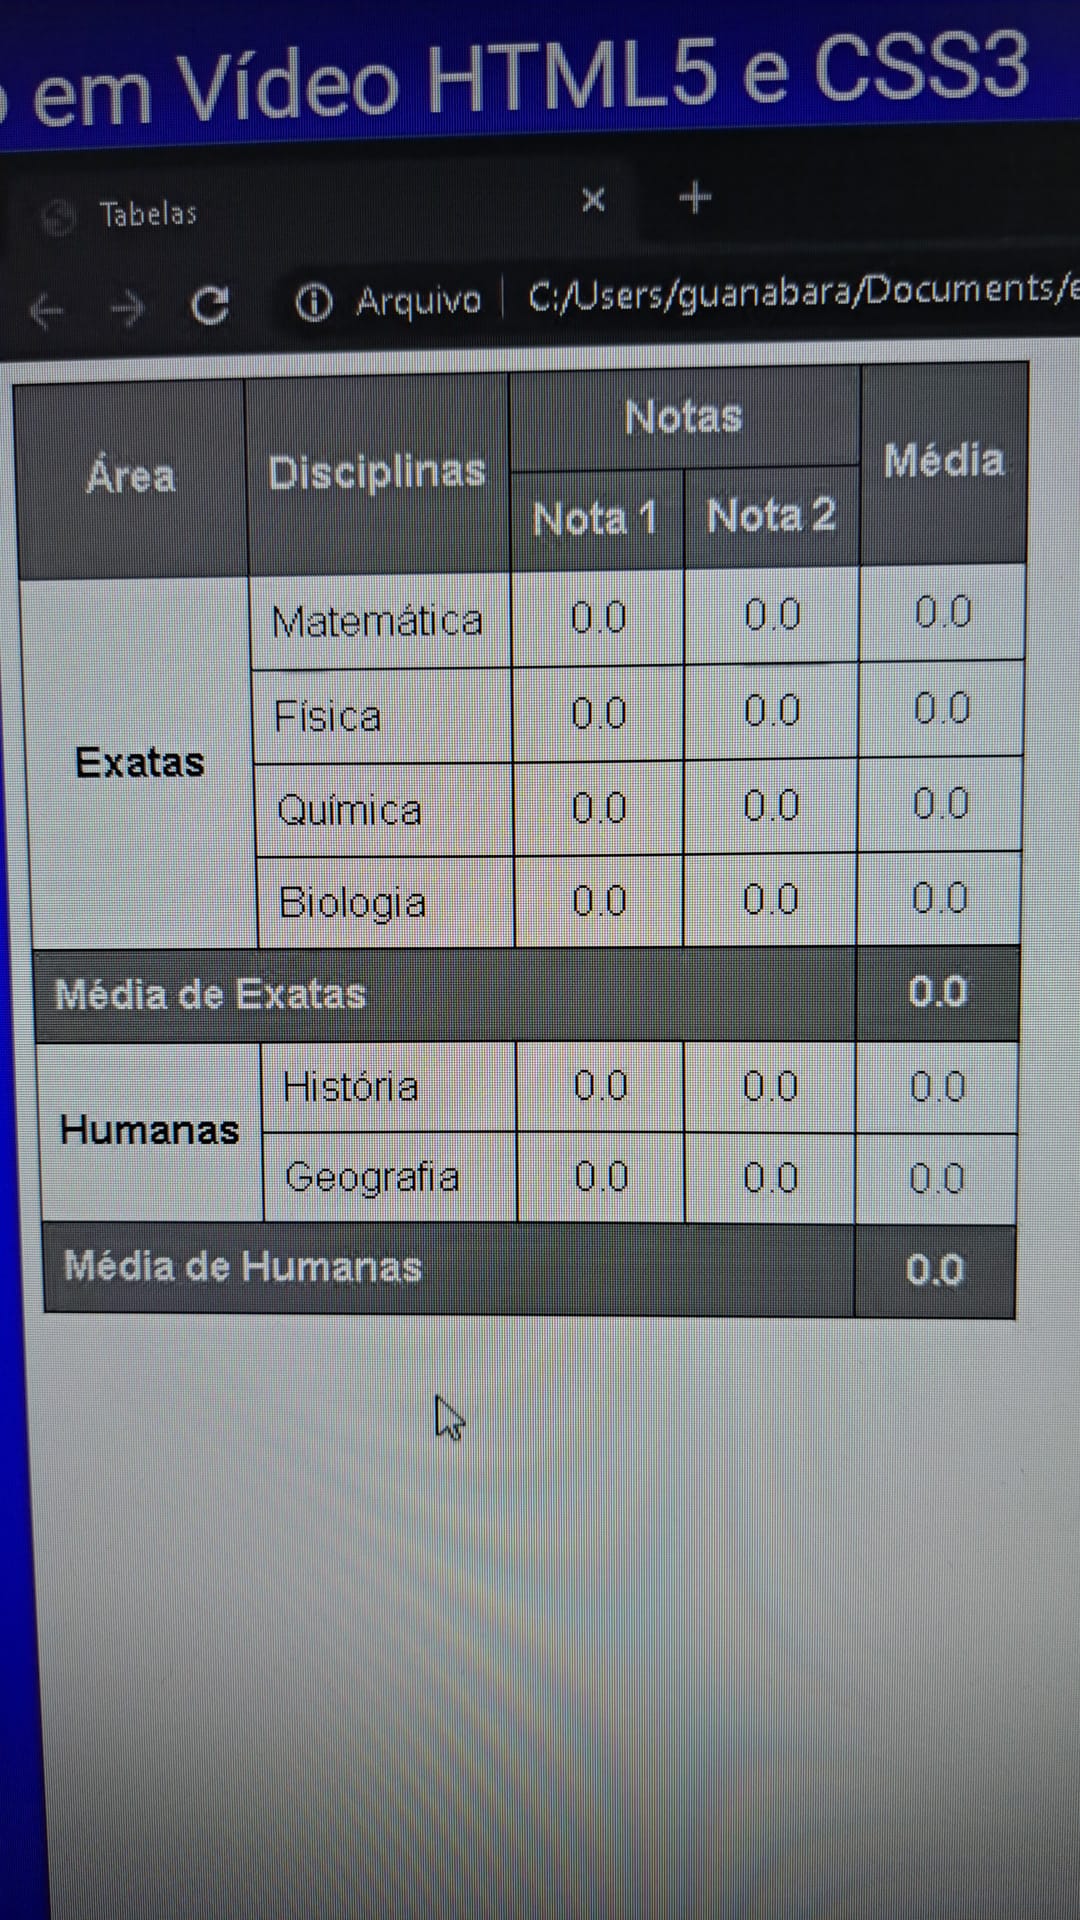 em Vídeo HTML5 e CSS3
Tabelas
Arquivo C:/Users/guanabara/Documents/e
Área Disciplinas Notas Média
Nota 1 Nota 2
Exatas Matemática 0.0 0.0 0.0
Física 0.0 0.0 0.0
Química 0.0 0.0 0.0
Biologia 0.0 0.0 0.0
Média de Exatas 0.0
Humanas História 0.0 0.0 0.0
Geografia 0.0 0.0 0.0
Média de Humanas 0.0